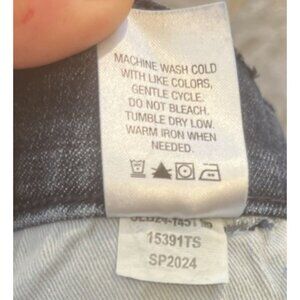 MACHINE WASH COLD
WITH LIKE COLORS,
GENTLE CYCLE.
DO NOT BLEACH.
TUMBLE DRY LOW.
WARM IRON WHEN
NEEDED.
15391TS
SP2024